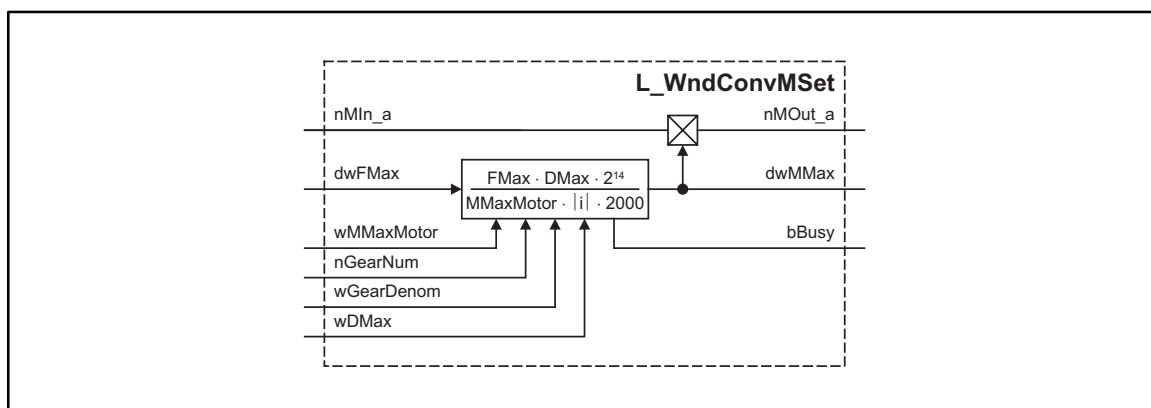 L_WndConvMSet
nMIn_a
nMOut_a
dwFMax
FMax · DMax · 2¹⁴
MMaxMotor · |i| · 2000
dwMMax
wMMaxMotor
bBusy
nGearNum
wGearDenom
wDMax